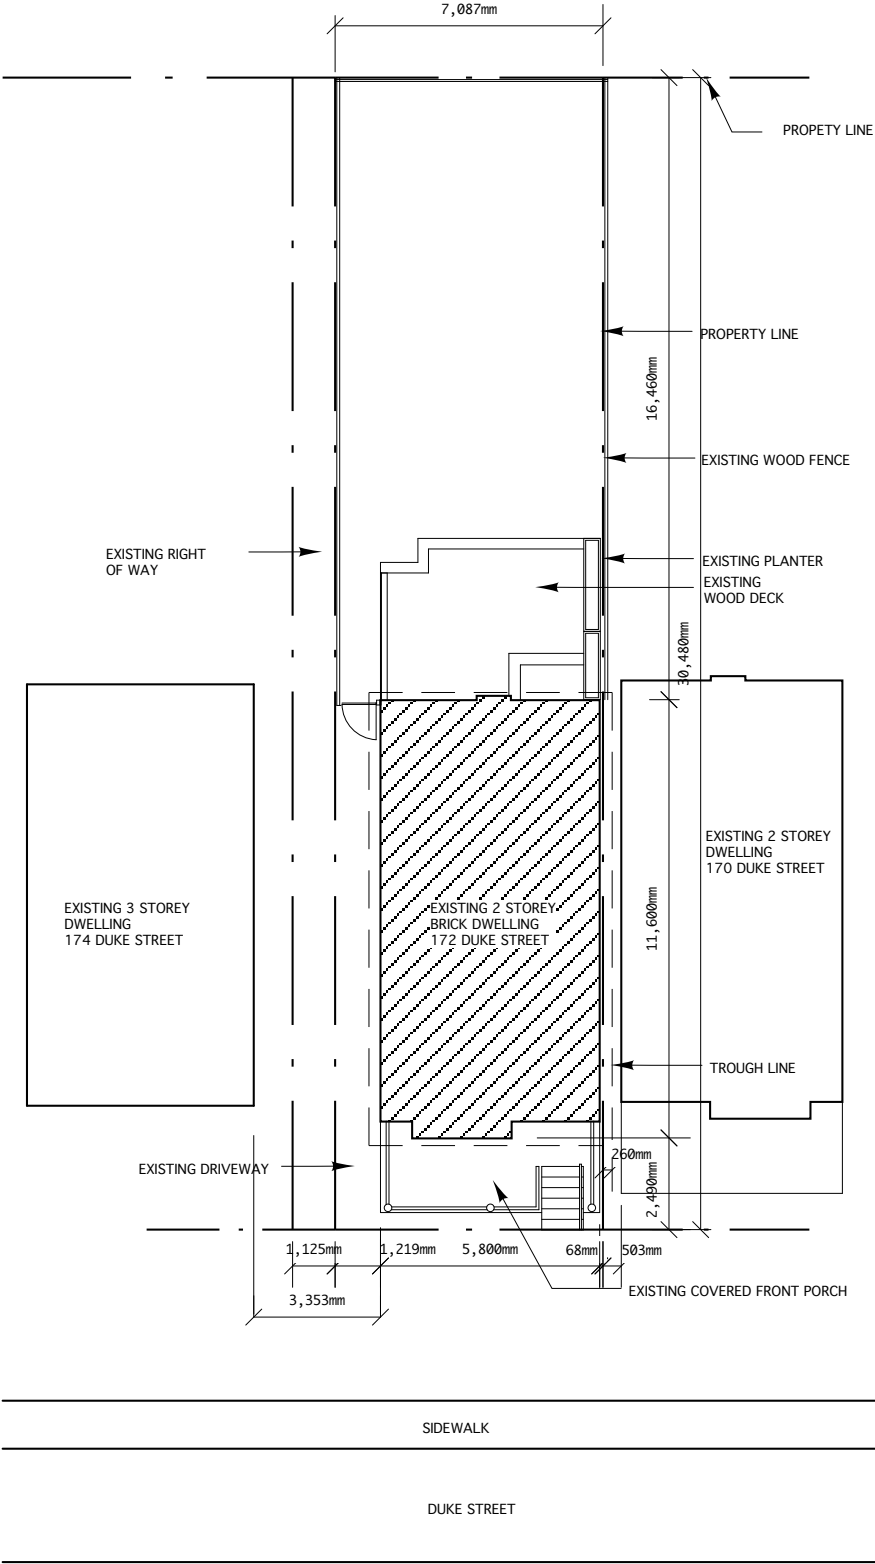 7,087mm
PROPETY LINE
PROPERTY LINE
16,460mm
EXISTING WOOD FENCE
EXISTING RIGHT
OF WAY
EXISTING PLANTER
EXISTING
WOOD DECK
30,480mm
EXISTING 2 STOREY
DWELLING
170 DUKE STREET
EXISTING 3 STOREY
DWELLING
174 DUKE STREET
EXISTING 2 STOREY
BRICK DWELLING
172 DUKE STREET
11,600mm
TROUGH LINE
EXISTING DRIVEWAY
260mm
2,490mm
1,125mm
1,219mm
5,800mm
68mm
503mm
3,353mm
EXISTING COVERED FRONT PORCH
SIDEWALK
DUKE STREET